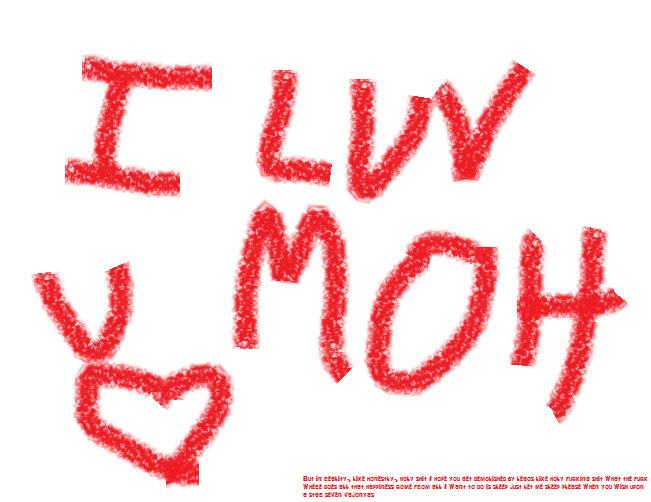 I LUV
U MOH
But in reality, like honestly, holy shit i hope you get demolished by legos like holy fucking shit What the fuck
Where does all that happiness come from all i Want to do is sleep just let me sleep please When you Wish upon
a star seven